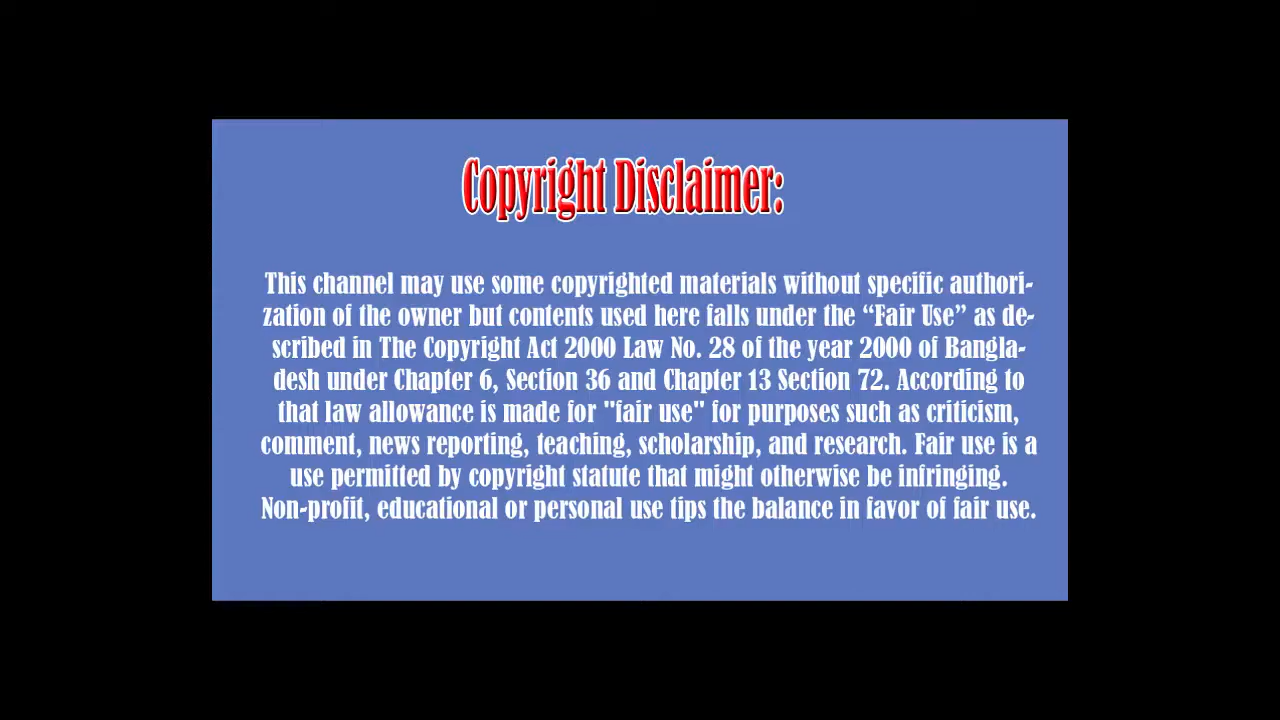 Copyright Disclaimer:
This channel may use some copyrighted materials without specific authori-
zation of the owner but contents used here falls under the “Fair Use” as de-
scribed in The Copyright Act 2000 Law No. 28 of the year 2000 of Bangla-
desh under Chapter 6, Section 36 and Chapter 13 Section 72. According to
that law allowance is made for "fair use" for purposes such as criticism,
comment, news reporting, teaching, scholarship, and research. Fair use is a
use permitted by copyright statute that might otherwise be infringing.
Non-profit, educational or personal use tips the balance in favor of fair use.